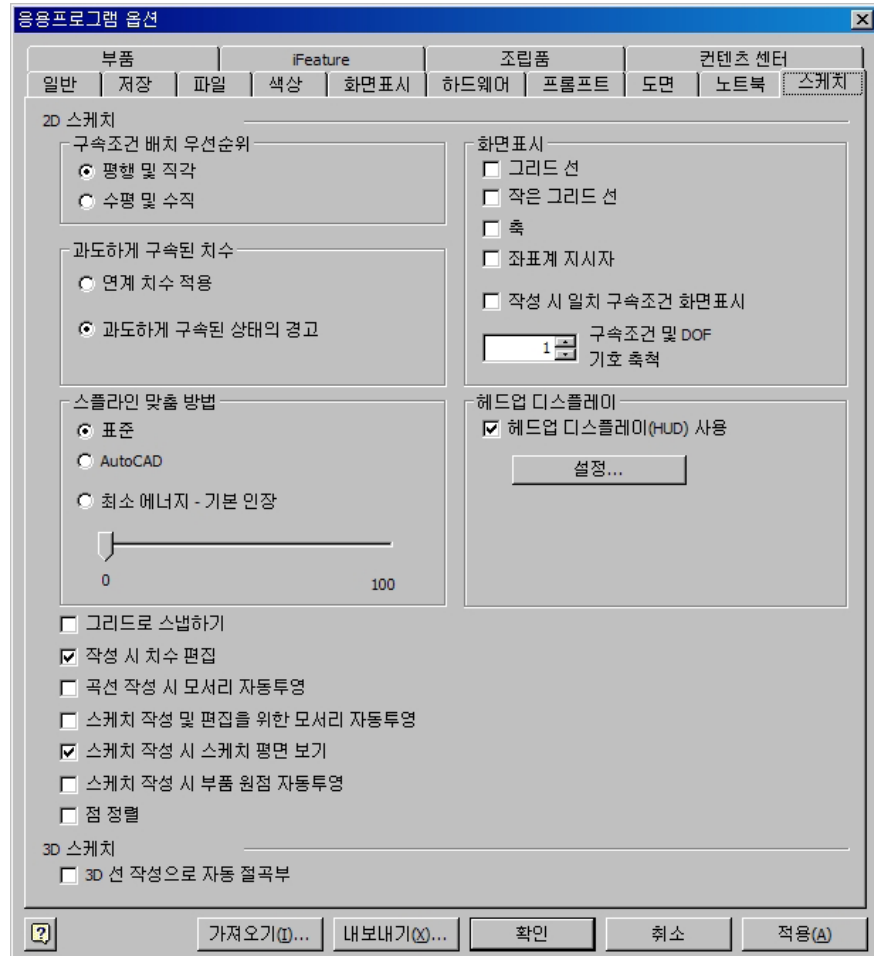 응용프로그램 옵션
부품
iFeature
조립품
컨텐츠 센터
일반
저장
파일
색상
화면표시
하드웨어
프롬프트
도면
노트북
스케치
2D 스케치
구속조건 배치 우선순위
평행 및 직각
수평 및 수직
과도하게 구속된 치수
연계 치수 적용
과도하게 구속된 상태의 경고
스플라인 맞춤 방법
표준
AutoCAD
최소 에너지 - 기본 인장
0
100
화면표시
그리드 선
작은 그리드 선
축
좌표계 지시자
작성 시 일치 구속조건 화면표시
1
구속조건 및 DOF
기호 축척
헤드업 디스플레이
헤드업 디스플레이(HUD) 사용
설정...
그리드로 스냅하기
작성 시 치수 편집
곡선 작성 시 모서리 자동투영
스케치 작성 및 편집을 위한 모서리 자동투영
스케치 작성 시 스케치 평면 보기
스케치 작성 시 부품 원점 자동투영
점 정렬
3D 스케치
3D 선 작성으로 자동 절곡부
?
가져오기(I)...
내보내기(X)...
확인
취소
적용(A)